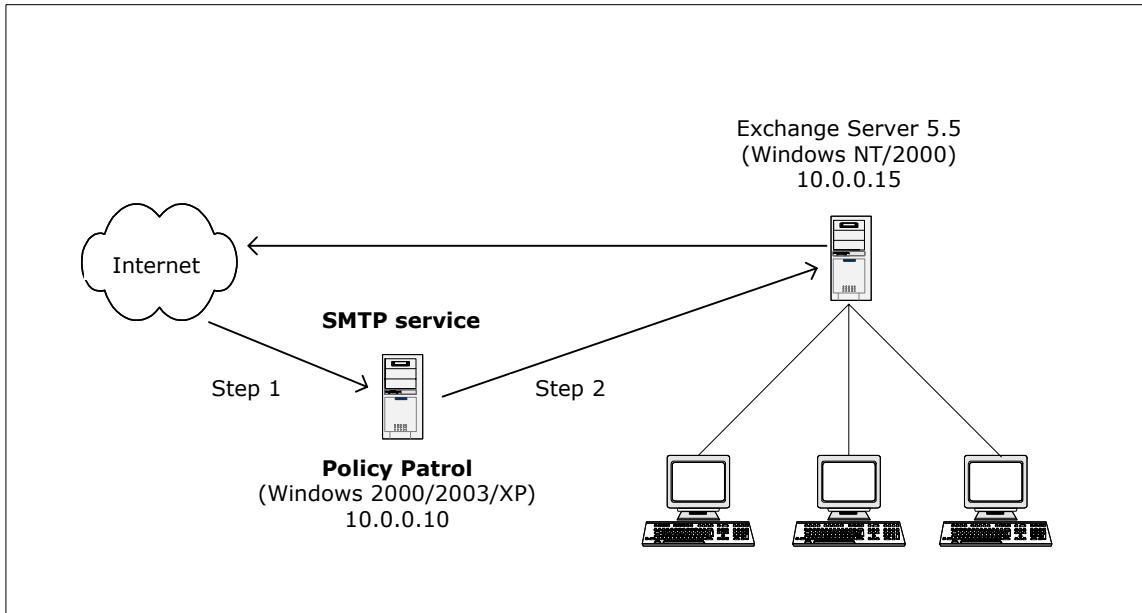 Exchange Server 5.5
(Windows NT/2000)
10.0.0.15
Internet
SMTP service
Step 1
Step 2
Policy Patrol
(Windows 2000/2003/XP)
10.0.0.10